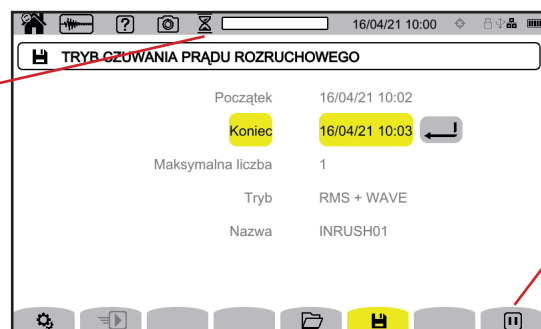 16/04/21 10:00
TRYB CZUWANIA PRĄDU ROZRUCHOWEGO
Początek 16/04/21 10:02
Koniec 16/04/21 10:03
Maksymalna liczba 1
Tryb RMS + WAVE
Nazwa INRUSH01